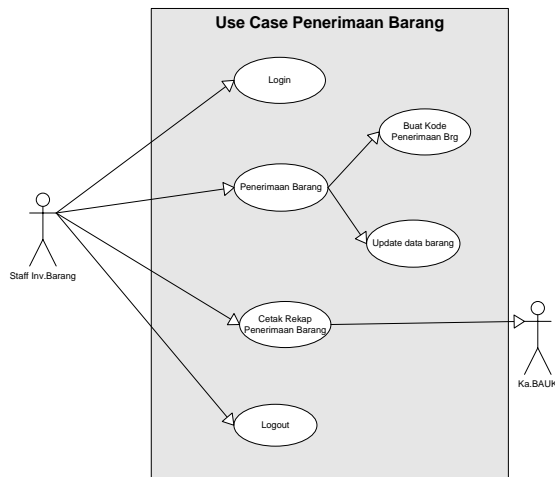 Use Case Penerimaan Barang
Login
Buat Kode
Penerimaan Brg
Penerimaan Barang
Update data barang
Staff Inv.Barang
Cetak Rekap
Penerimaan Barang
Ka.BAUK
Logout